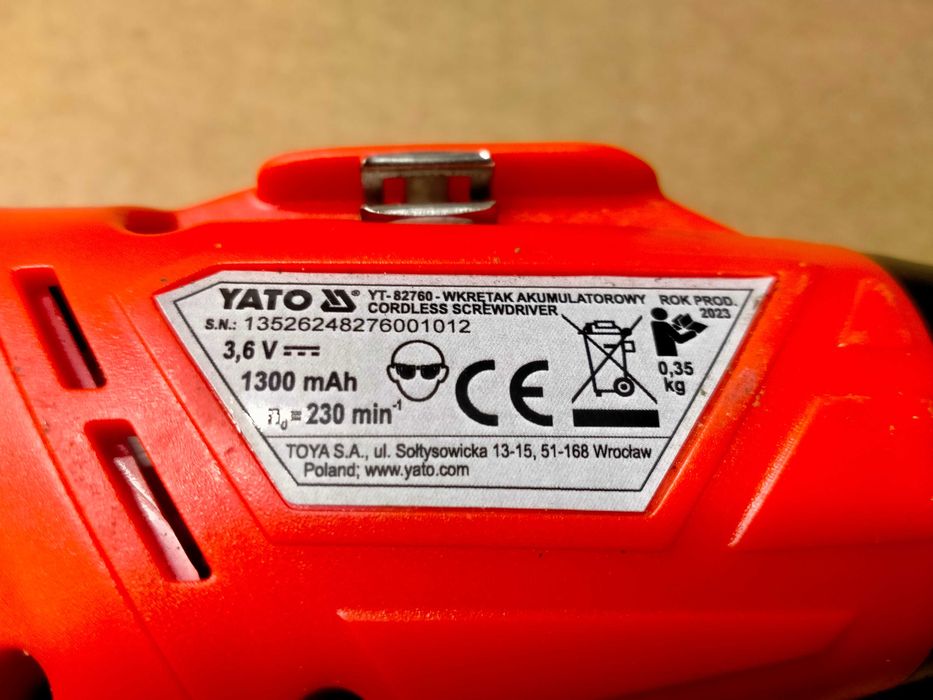 YATO ® YT-82760 - WKRĘTAK AKUMULATOROWY
CORDLESS SCREWDRIVER
ROK PROD.
2023
S.N.: 13526248276001012
3,6 V
1300 mAh
n₀ = 230 min⁻¹
CE
0,35
kg
TOYA S.A., ul. Sołtysowicka 13-15, 51-168 Wrocław
Poland; www.yato.com